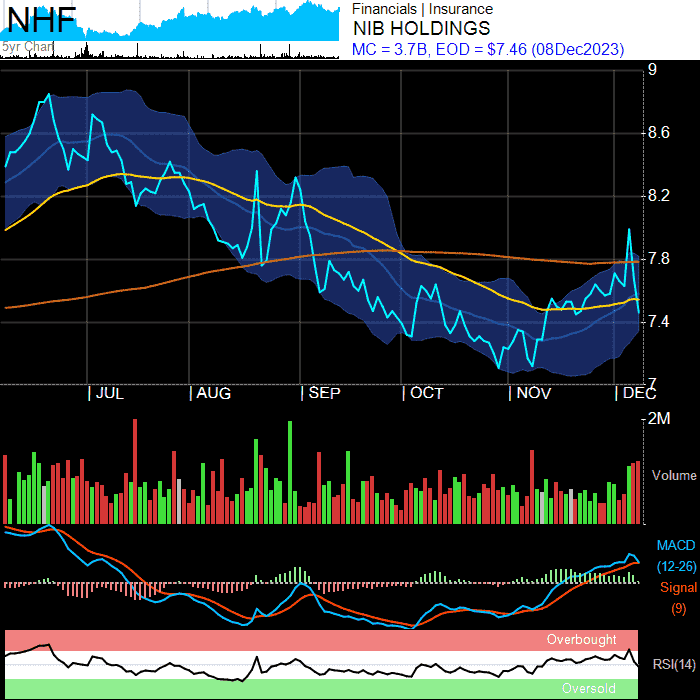 NHF
5yr Chart
Financials | Insurance
NIB HOLDINGS
MC = 3.7B, EOD = $7.46 (08Dec2023)
9
8.6
8.2
7.8
7.4
7
| JUL | AUG | SEP | OCT | NOV | DEC
2M
Volume
MACD
(12-26)
Signal
(9)
Overbought
RSI(14)
Oversold